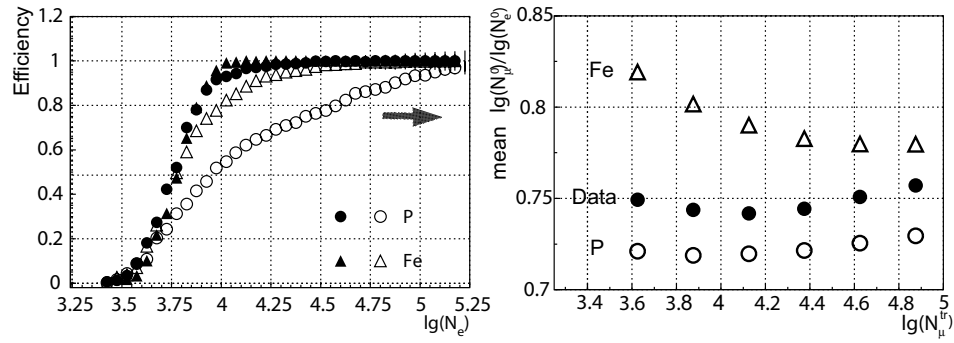 Efficiency
1.2
1
0.8
0.6
0.4
0.2
0
P
Fe
3.25 3.5 3.75 4 4.25 4.5 4.75 5 5.25
lg(N_e)
mean lg(N_μ^0)/lg(N_e^0)
0.85
0.8
0.75
0.7
Fe
Data
P
3.4 3.6 3.8 4 4.2 4.4 4.6 4.8 5
lg(N_μ^tr)